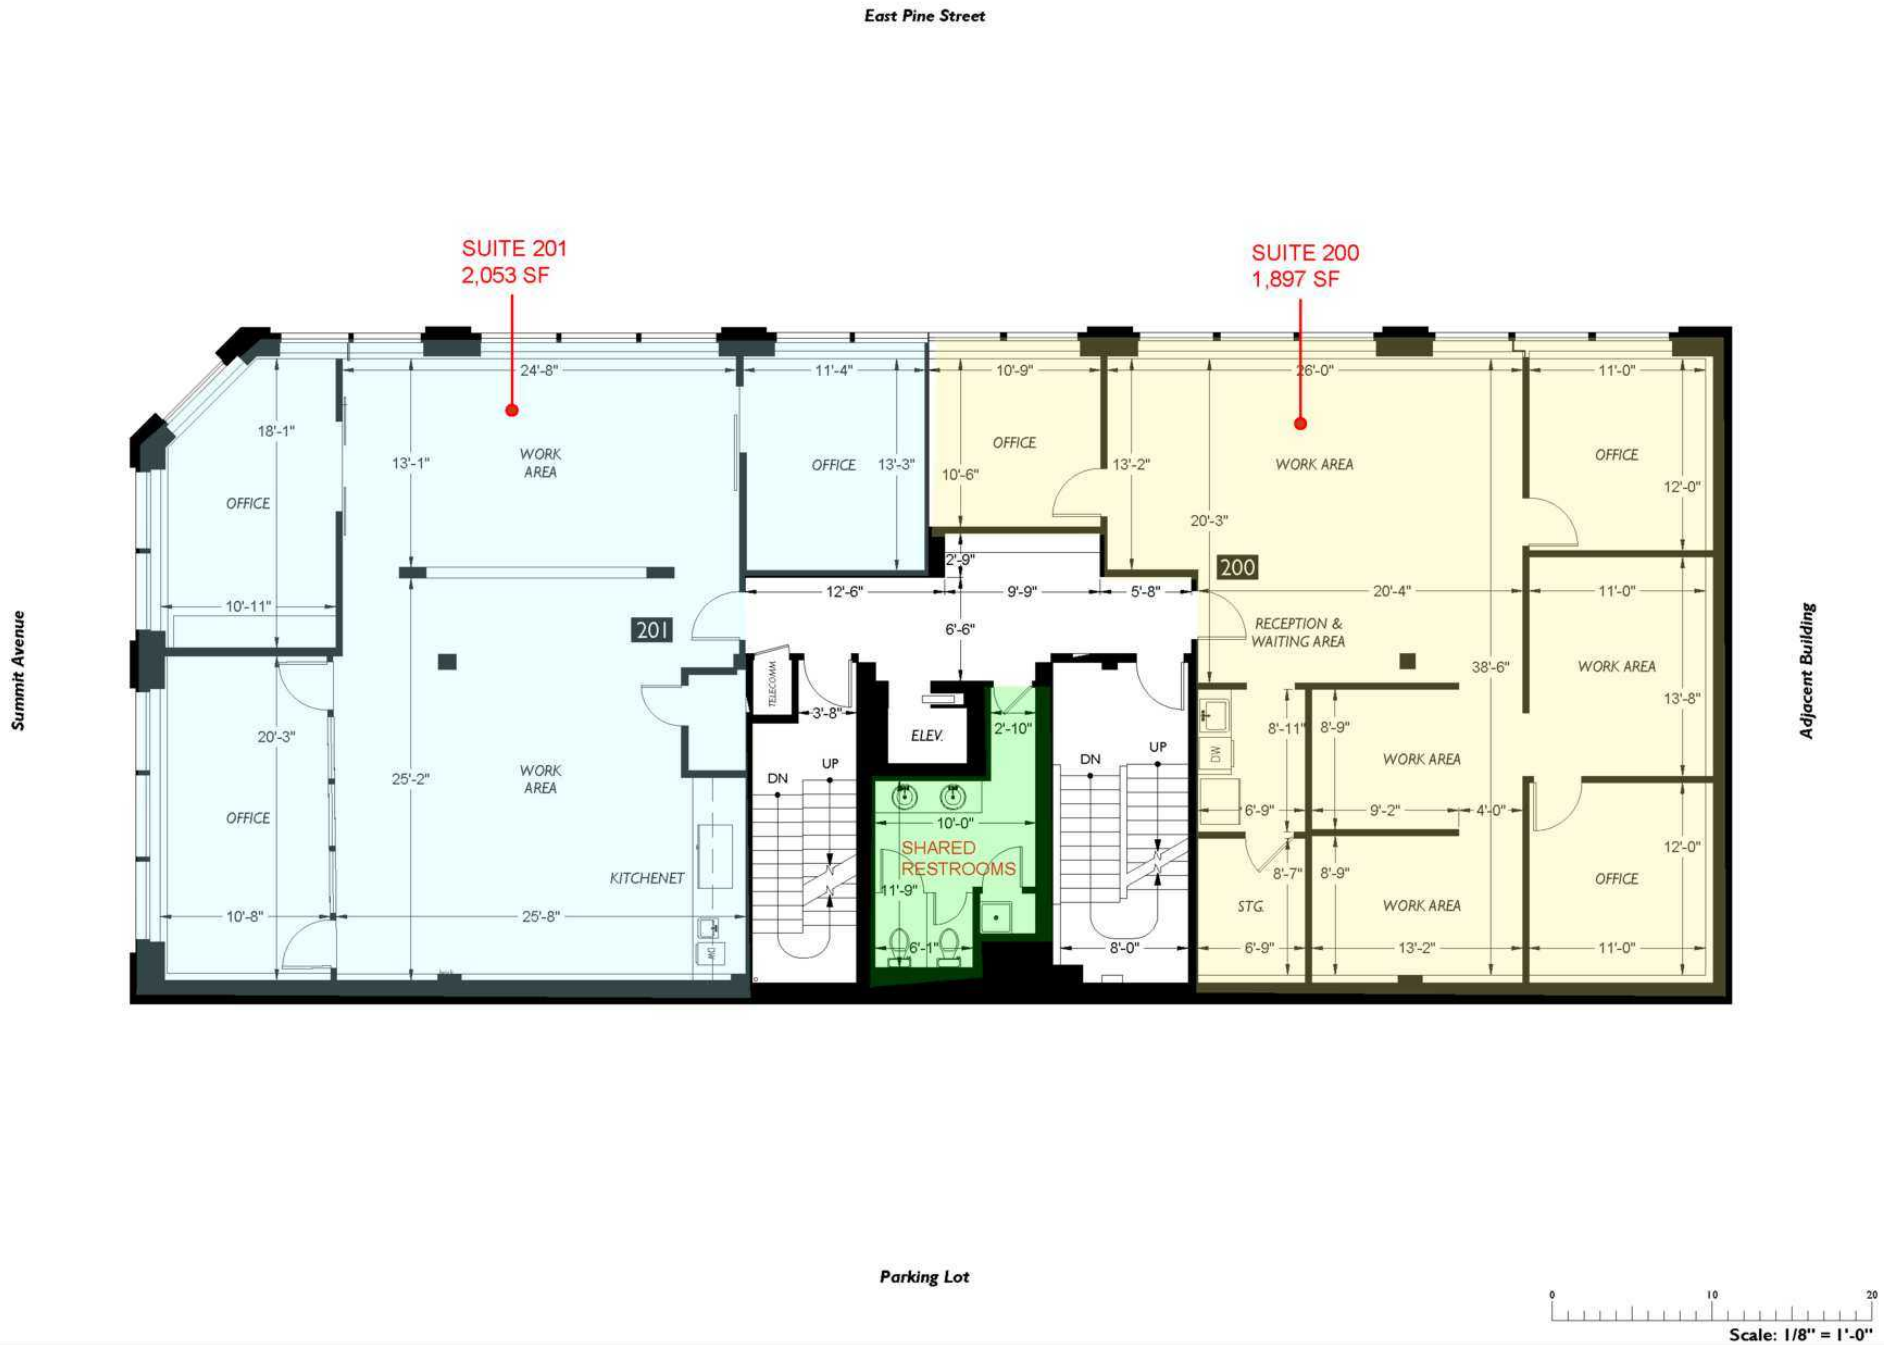 East Pine Street
SUITE 201
2,053 SF
SUITE 200
1,897 SF
24'-8"
11'-4"
10'-9"
26'-0"
11'-0"
18'-1"
13'-1"
WORK
AREA
OFFICE
13'-3"
OFFICE
10'-6"
13'-2"
WORK AREA
OFFICE
12'-0"
OFFICE
20'-3"
2'-9"
200
10'-11"
12'-6"
9'-9"
5'-8"
20'-4"
11'-0"
201
6'-6"
RECEPTION &
WAITING AREA
Summit Avenue
Adjacent Building
TELECOMM
38'-6"
WORK AREA
13'-8"
3'-8"
ELEV.
2'-10"
8'-11"
8'-9"
20'-3"
25'-2"
WORK
AREA
DN
UP
DN
UP
DW
WORK AREA
OFFICE
10'-0"
6'-9"
9'-2"
4'-0"
SHARED
RESTROOMS
KITCHENET
11'-9"
8'-7"
8'-9"
12'-0"
OFFICE
STG.
WORK AREA
10'-8"
25'-8"
DW
6'-1"
8'-0"
6'-9"
13'-2"
11'-0"
Parking Lot
0 10 20
Scale: 1/8" = 1'-0"